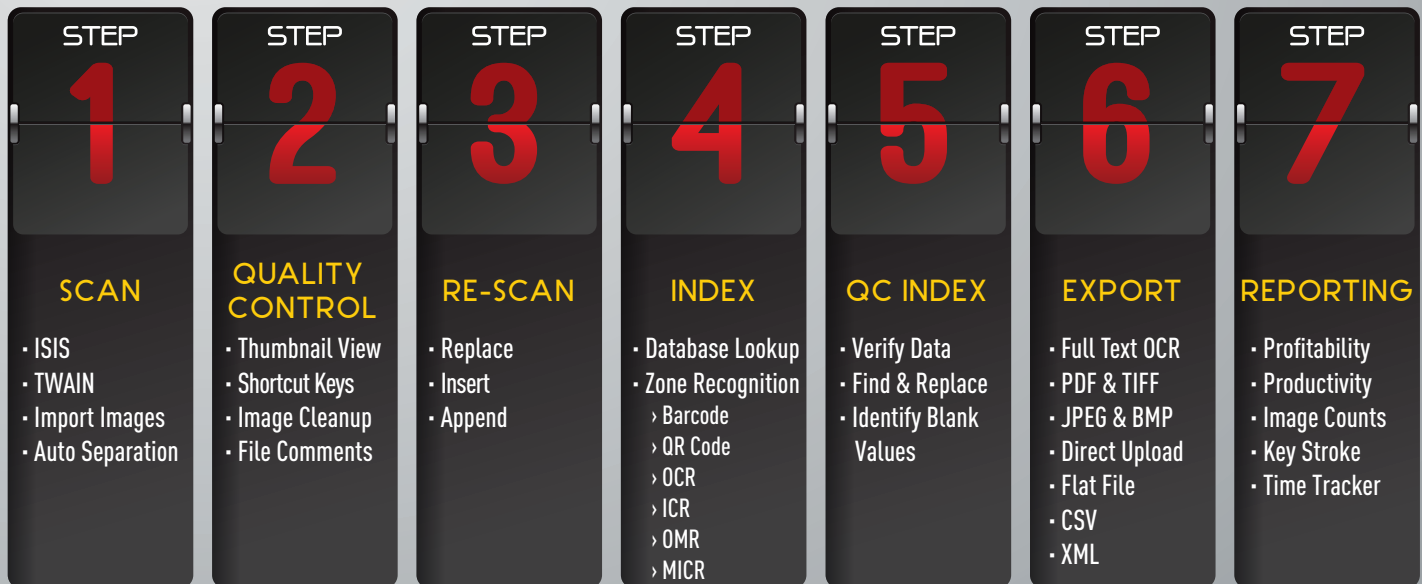 STEP
1
SCAN
· ISIS
· TWAIN
· Import Images
· Auto Separation
STEP
2
QUALITY
CONTROL
· Thumbnail View
· Shortcut Keys
· Image Cleanup
· File Comments
STEP
3
RE-SCAN
· Replace
· Insert
· Append
STEP
4
INDEX
· Database Lookup
· Zone Recognition
› Barcode
› QR Code
› OCR
› ICR
› OMR
› MICR
STEP
5
QC INDEX
· Verify Data
· Find & Replace
· Identify Blank
Values
STEP
6
EXPORT
· Full Text OCR
· PDF & TIFF
· JPEG & BMP
· Direct Upload
· Flat File
· CSV
· XML
STEP
7
REPORTING
· Profitability
· Productivity
· Image Counts
· Key Stroke
· Time Tracker